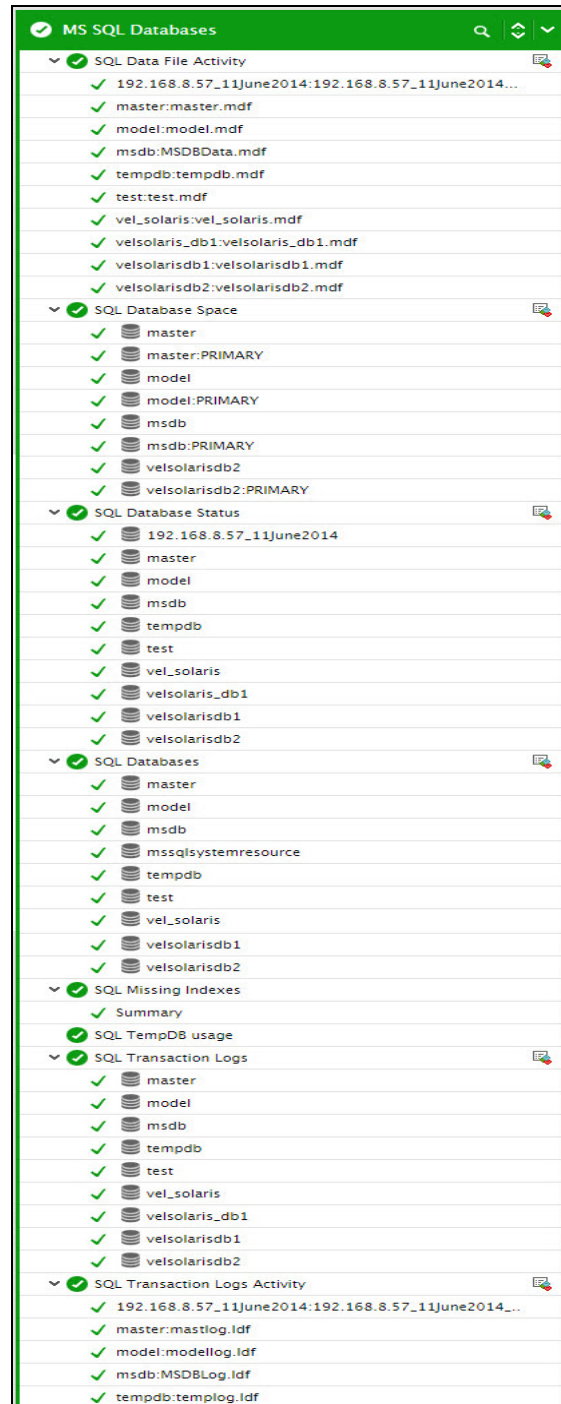 MS SQL Databases
SQL Data File Activity
192.168.8.57_11June2014:192.168.8.57_11June2014...
master:master.mdf
model:model.mdf
msdb:MSDBData.mdf
tempdb:tempdb.mdf
test:test.mdf
vel_solaris:vel_solaris.mdf
velsolaris_db1:velsolaris_db1.mdf
velsolarisdb1:velsolarisdb1.mdf
velsolarisdb2:velsolarisdb2.mdf
SQL Database Space
master
master:PRIMARY
model
model:PRIMARY
msdb
msdb:PRIMARY
velsolarisdb2
velsolarisdb2:PRIMARY
SQL Database Status
192.168.8.57_11June2014
master
model
msdb
tempdb
test
vel_solaris
velsolaris_db1
velsolarisdb1
velsolarisdb2
SQL Databases
master
model
msdb
mssqlsystemresource
tempdb
test
vel_solaris
velsolarisdb1
velsolarisdb2
SQL Missing Indexes
Summary
SQL TempDB usage
SQL Transaction Logs
master
model
msdb
tempdb
test
vel_solaris
velsolaris_db1
velsolarisdb1
velsolarisdb2
SQL Transaction Logs Activity
192.168.8.57_11June2014:192.168.8.57_11June2014_..
master:mastlog.ldf
model:modellog.ldf
msdb:MSDBLog.ldf
tempdb:templog.ldf